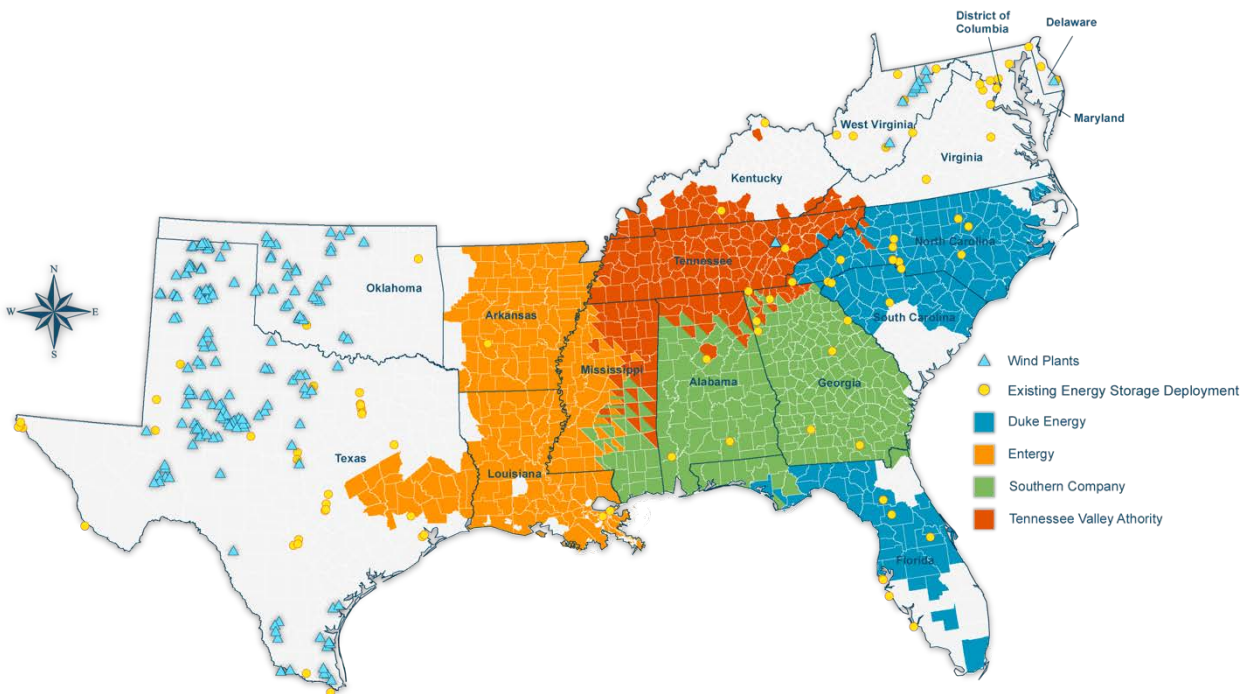 District of
Columbia
Delaware
West Virginia
Maryland
Virginia
Kentucky
N
W
E
S
Oklahoma
Tennessee
North Carolina
Arkansas
South Carolina
Mississippi
Alabama
Georgia
Texas
Louisiana
Florida
Wind Plants
Existing Energy Storage Deployment
Duke Energy
Entergy
Southern Company
Tennessee Valley Athority